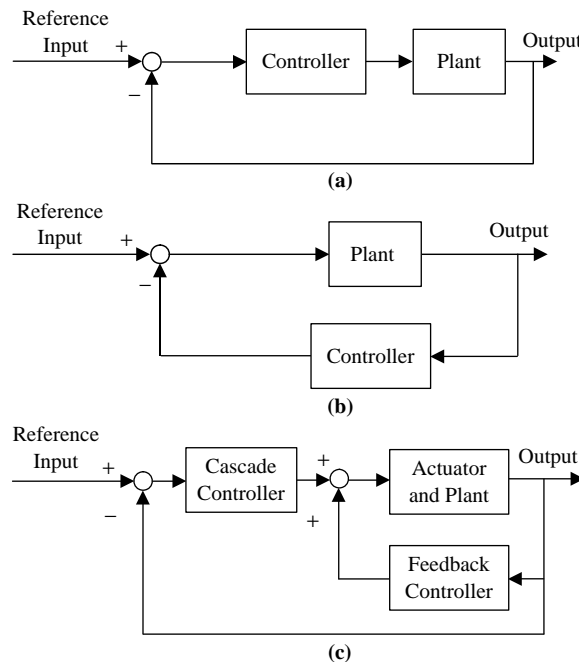 Reference
Input
+
Controller
Plant
Output
−
(a)
Reference
Input
+
−
Plant
Output
Controller
(b)
Reference
Input
+
−
Cascade
Controller
+
+
Actuator
and Plant
Output
Feedback
Controller
(c)